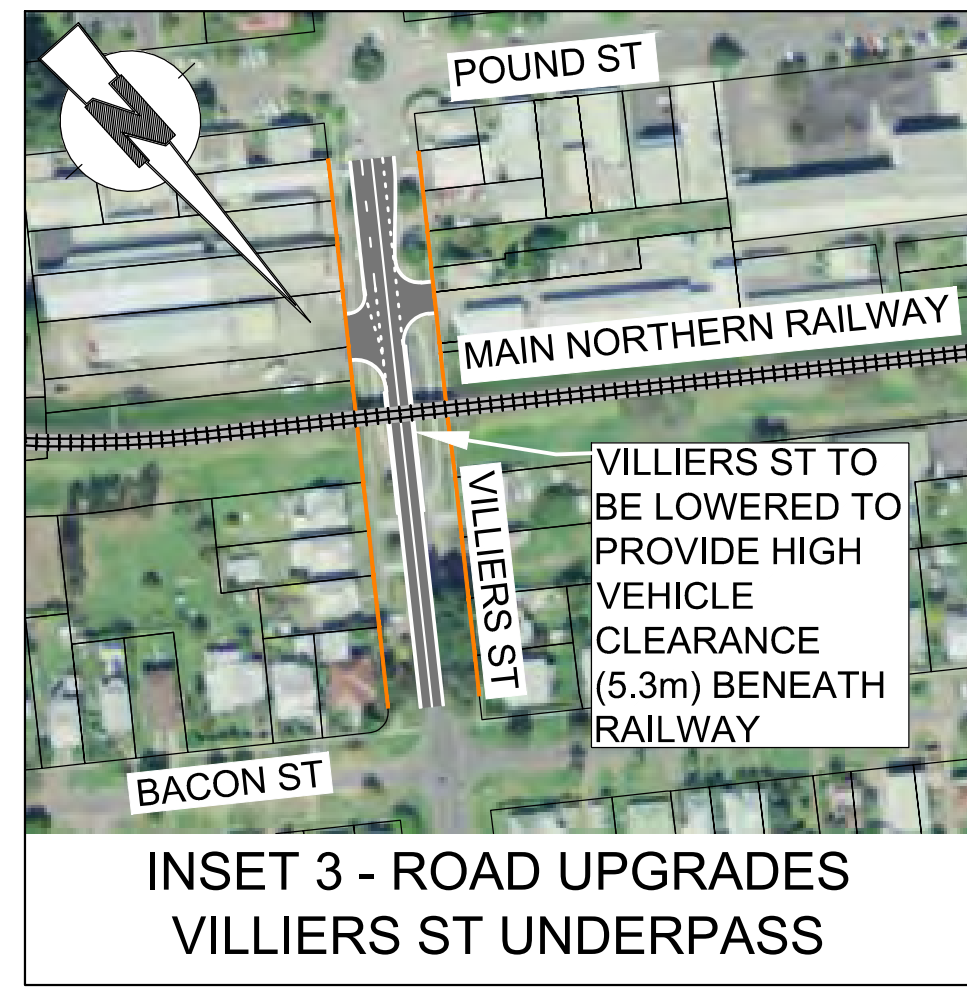 POUND ST
N
MAIN NORTHERN RAILWAY
VILLIERS ST TO
BE LOWERED TO
PROVIDE HIGH
VEHICLE
CLEARANCE
(5.3m) BENEATH
RAILWAY
VILLIERS ST
BACON ST
INSET 3 - ROAD UPGRADES
VILLIERS ST UNDERPASS